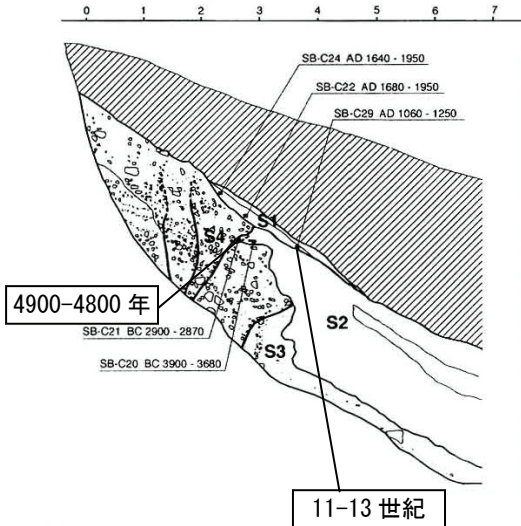 0 1 2 3 4 5 6 7
SB-C24 AD 1640 - 1950
SB-C22 AD 1680 - 1950
SB-C29 AD 1060 - 1250
S1
S4
4900-4800 年
S2
SB-C21 BC 2900 - 2870
S3
SB-C20 BC 3900 - 3680
11-13 世紀